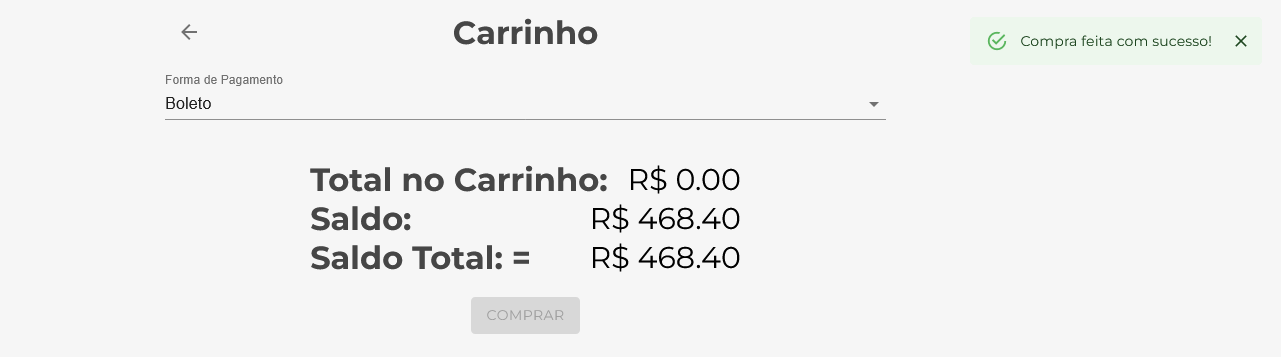 Carrinho
Compra feita com sucesso!
Forma de Pagamento
Boleto
Total no Carrinho: R$ 0.00
Saldo: R$ 468.40
Saldo Total: = R$ 468.40
COMPRAR